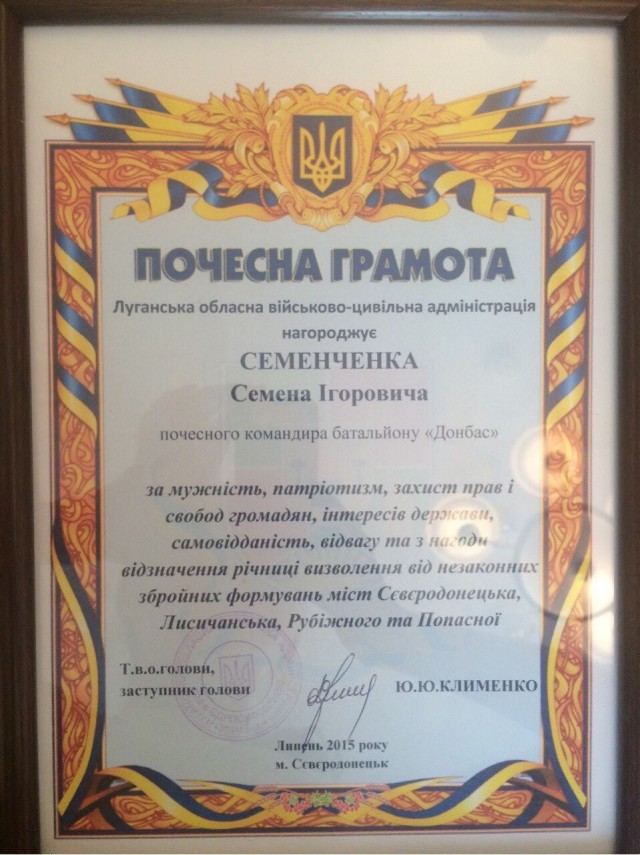 ПОЧЕСНА ГРАМОТА
Луганська обласна військово-цивільна адміністрація
нагороджує
СЕМЕНЧЕНКА
Семена Ігоровича
почесного командира батальйону «Донбас»
за мужність, патріотизм, захист прав і
свобод громадян, інтересів держави,
самовідданість, відвагу та з нагоди
відзначення річниці визволення від незаконних
збройних формувань міст Сєвєродонецька,
Лисичанська, Рубіжного та Попасної
Т.в.о.голови,
заступник голови Ю.Ю.КЛИМЕНКО
Липень 2015 року
м. Сєвєродонецьк